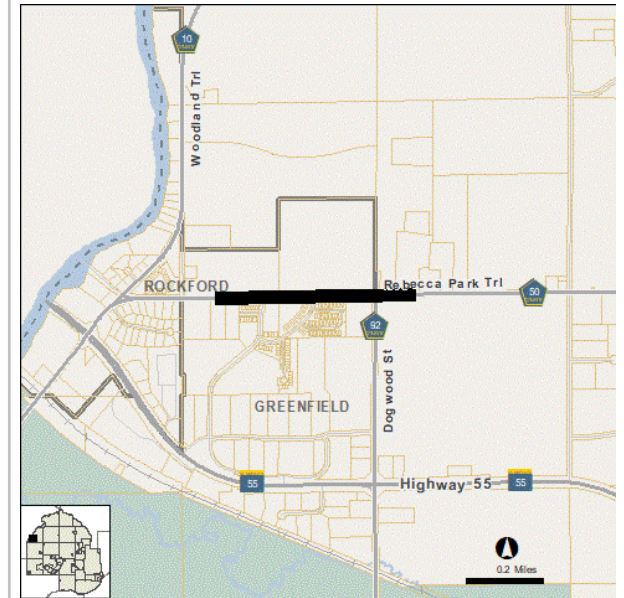 10
Woodland Trl
ROCKFORD
Rebecca Park Trl
50
92
Dogwood St
GREENFIELD
55
Highway 55
55
0.2 Miles